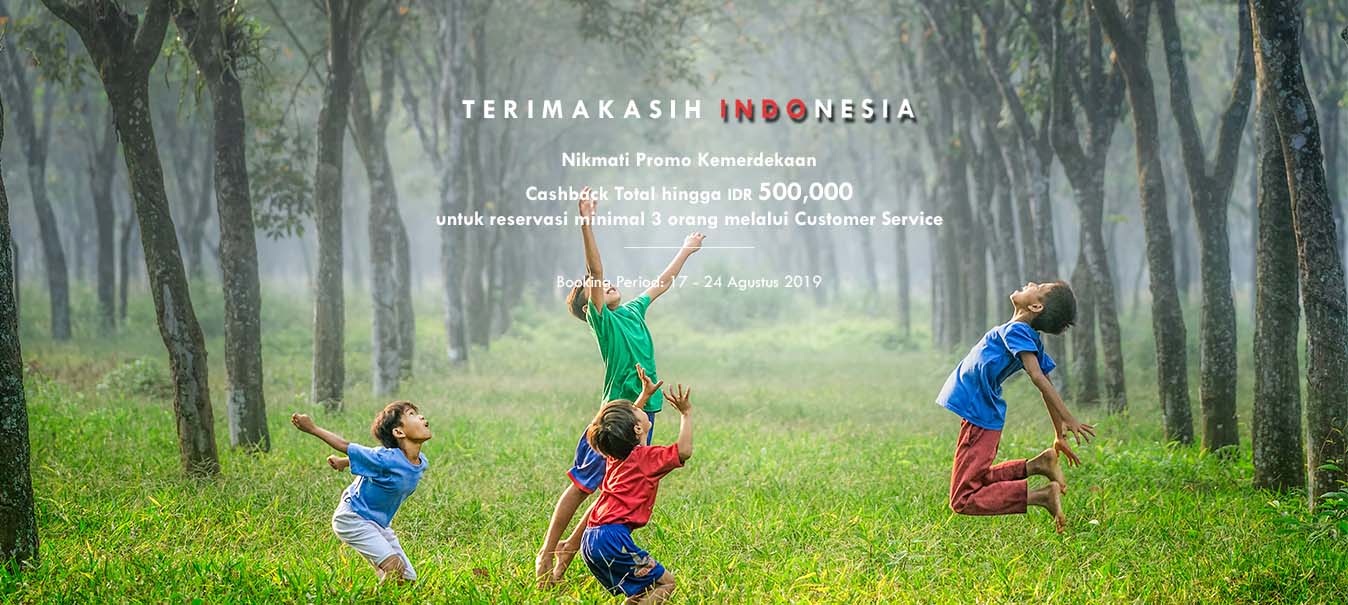 TERIMAKASIH INDONESIA
Nikmati Promo Kemerdekaan
Cashback Total hingga IDR 500,000
untuk reservasi minimal 3 orang melalui Customer Service
Booking Period: 17 - 24 Agustus 2019